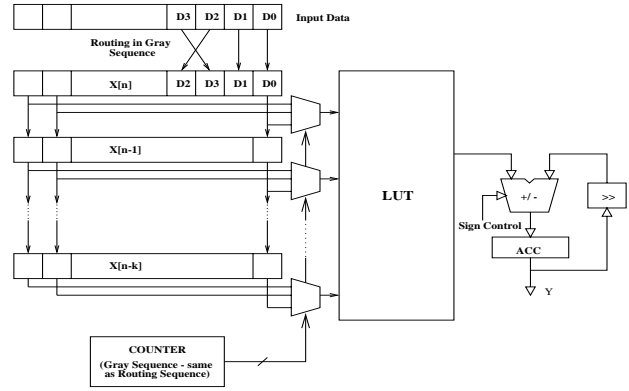 D3 D2 D1 D0 Input Data
Routing in Gray
Sequence
X[n] D2 D3 D1 D0
X[n-1]
LUT
+/-
>>
Sign Control
ACC
X[n-k]
Y
COUNTER
(Gray Sequence - same
as Routing Sequence)